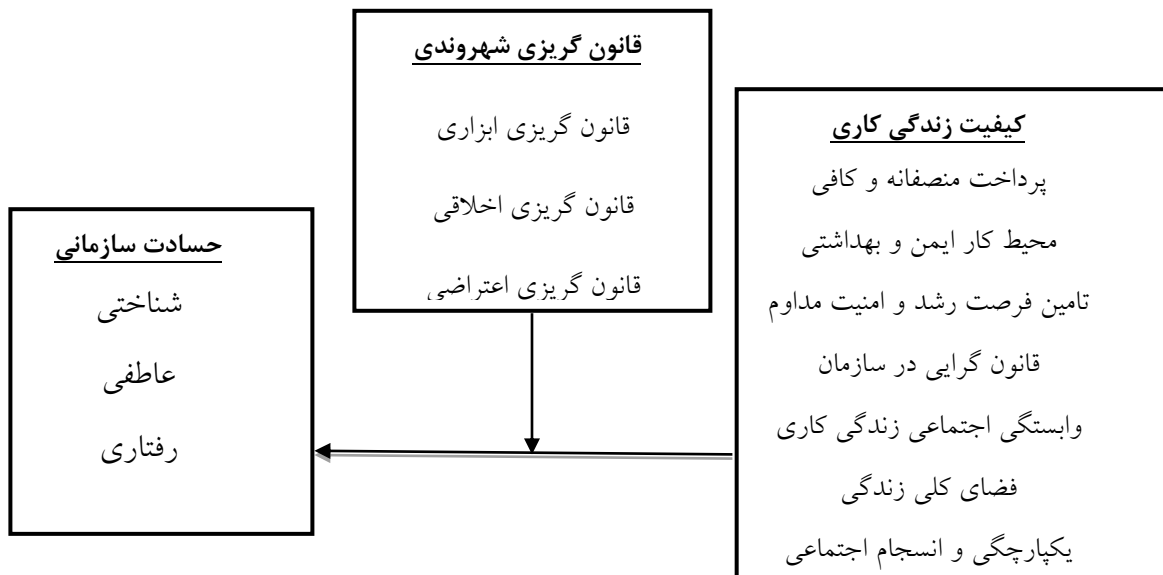 قانون گریزی شهروندی
قانون گریزی ابزاری
قانون گریزی اخلاقی
قانون گریزی اعتراضی
کیفیت زندگی کاری
پرداخت منصفانه و کافی
محیط کار ایمن و بهداشتی
تامین فرصت رشد و امنیت مداوم
قانون گرایی در سازمان
وابستگی اجتماعی زندگی کاری
فضای کلی زندگی
یکپارچگی و انسجام اجتماعی
حسادت سازمانی
شناختی
عاطفی
رفتاری